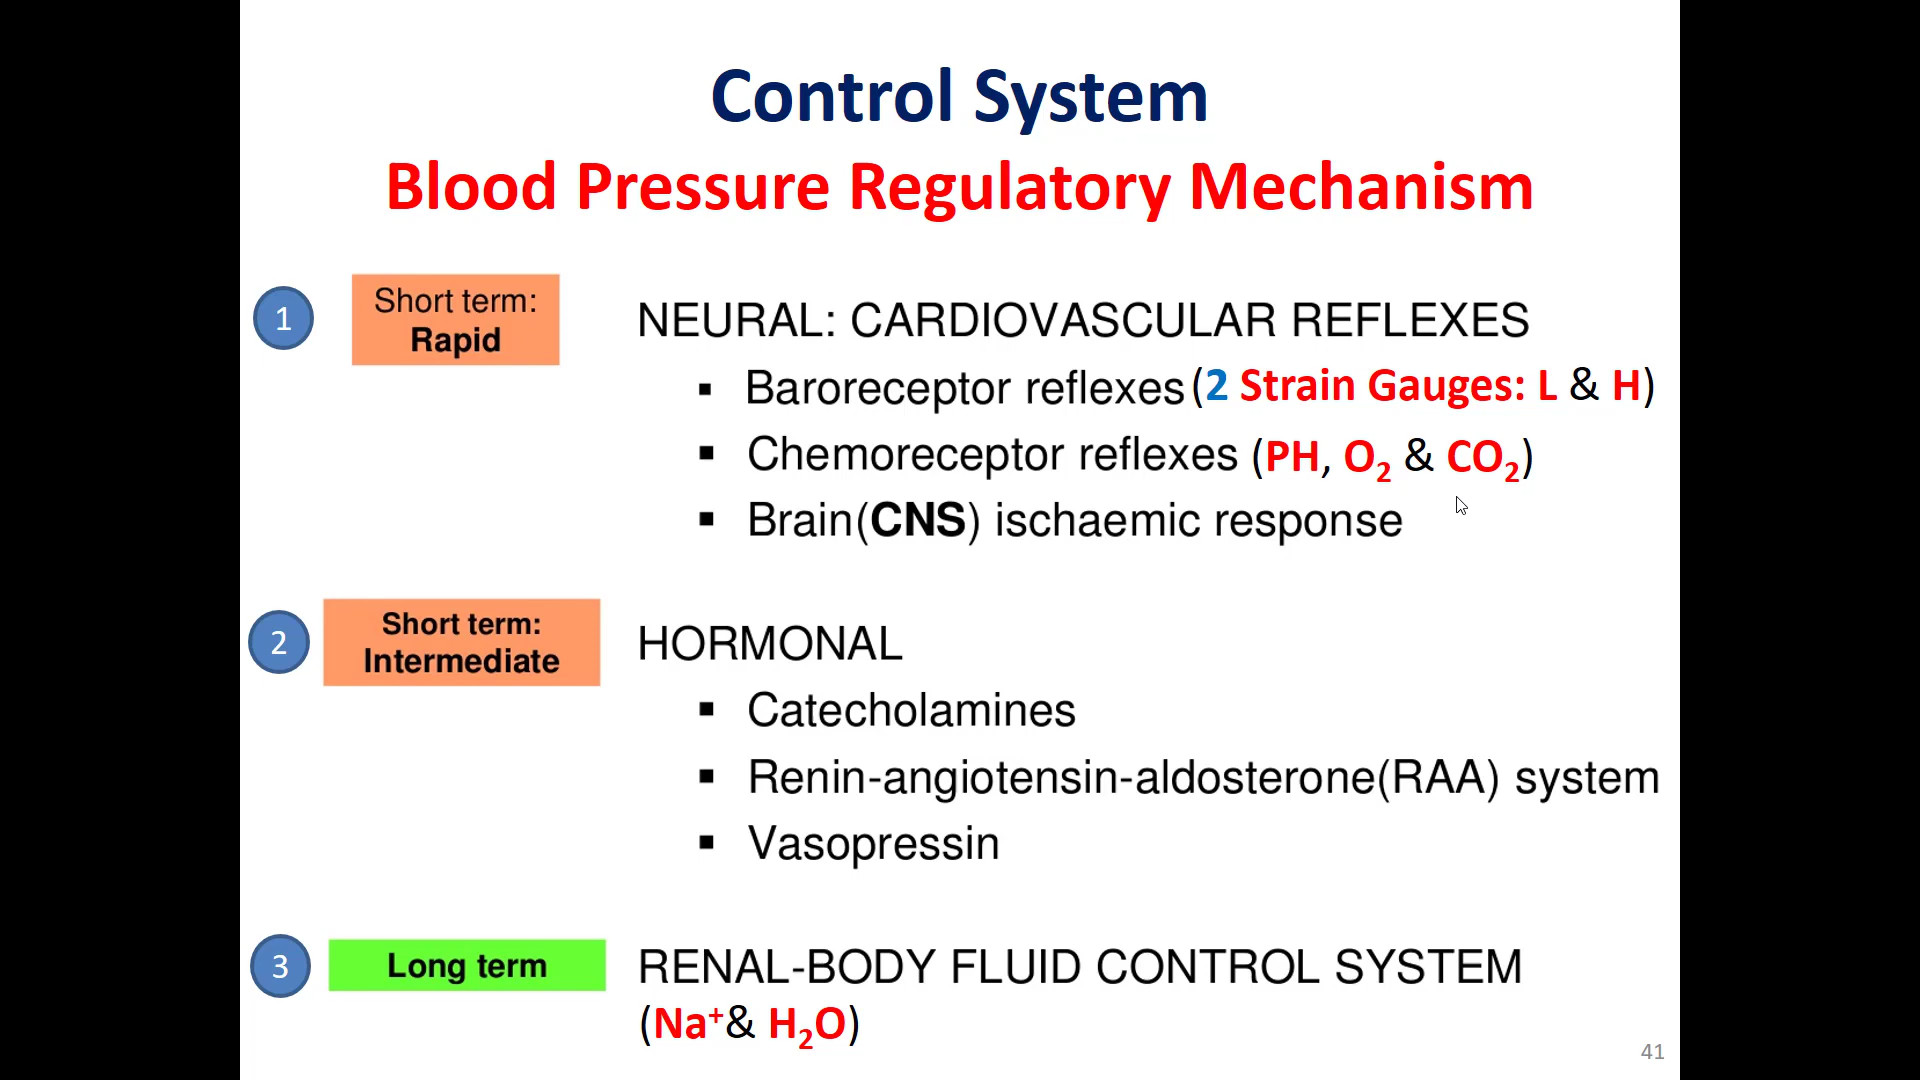 Control System
Blood Pressure Regulatory Mechanism
1
Short term:
Rapid
NEURAL: CARDIOVASCULAR REFLEXES
▪ Baroreceptor reflexes (2 Strain Gauges: L & H)
▪ Chemoreceptor reflexes (PH, O₂ & CO₂)
▪ Brain(CNS) ischaemic response
2
Short term:
Intermediate
HORMONAL
▪ Catecholamines
▪ Renin-angiotensin-aldosterone(RAA) system
▪ Vasopressin
3
Long term
RENAL-BODY FLUID CONTROL SYSTEM
(Na⁺& H₂O)
41